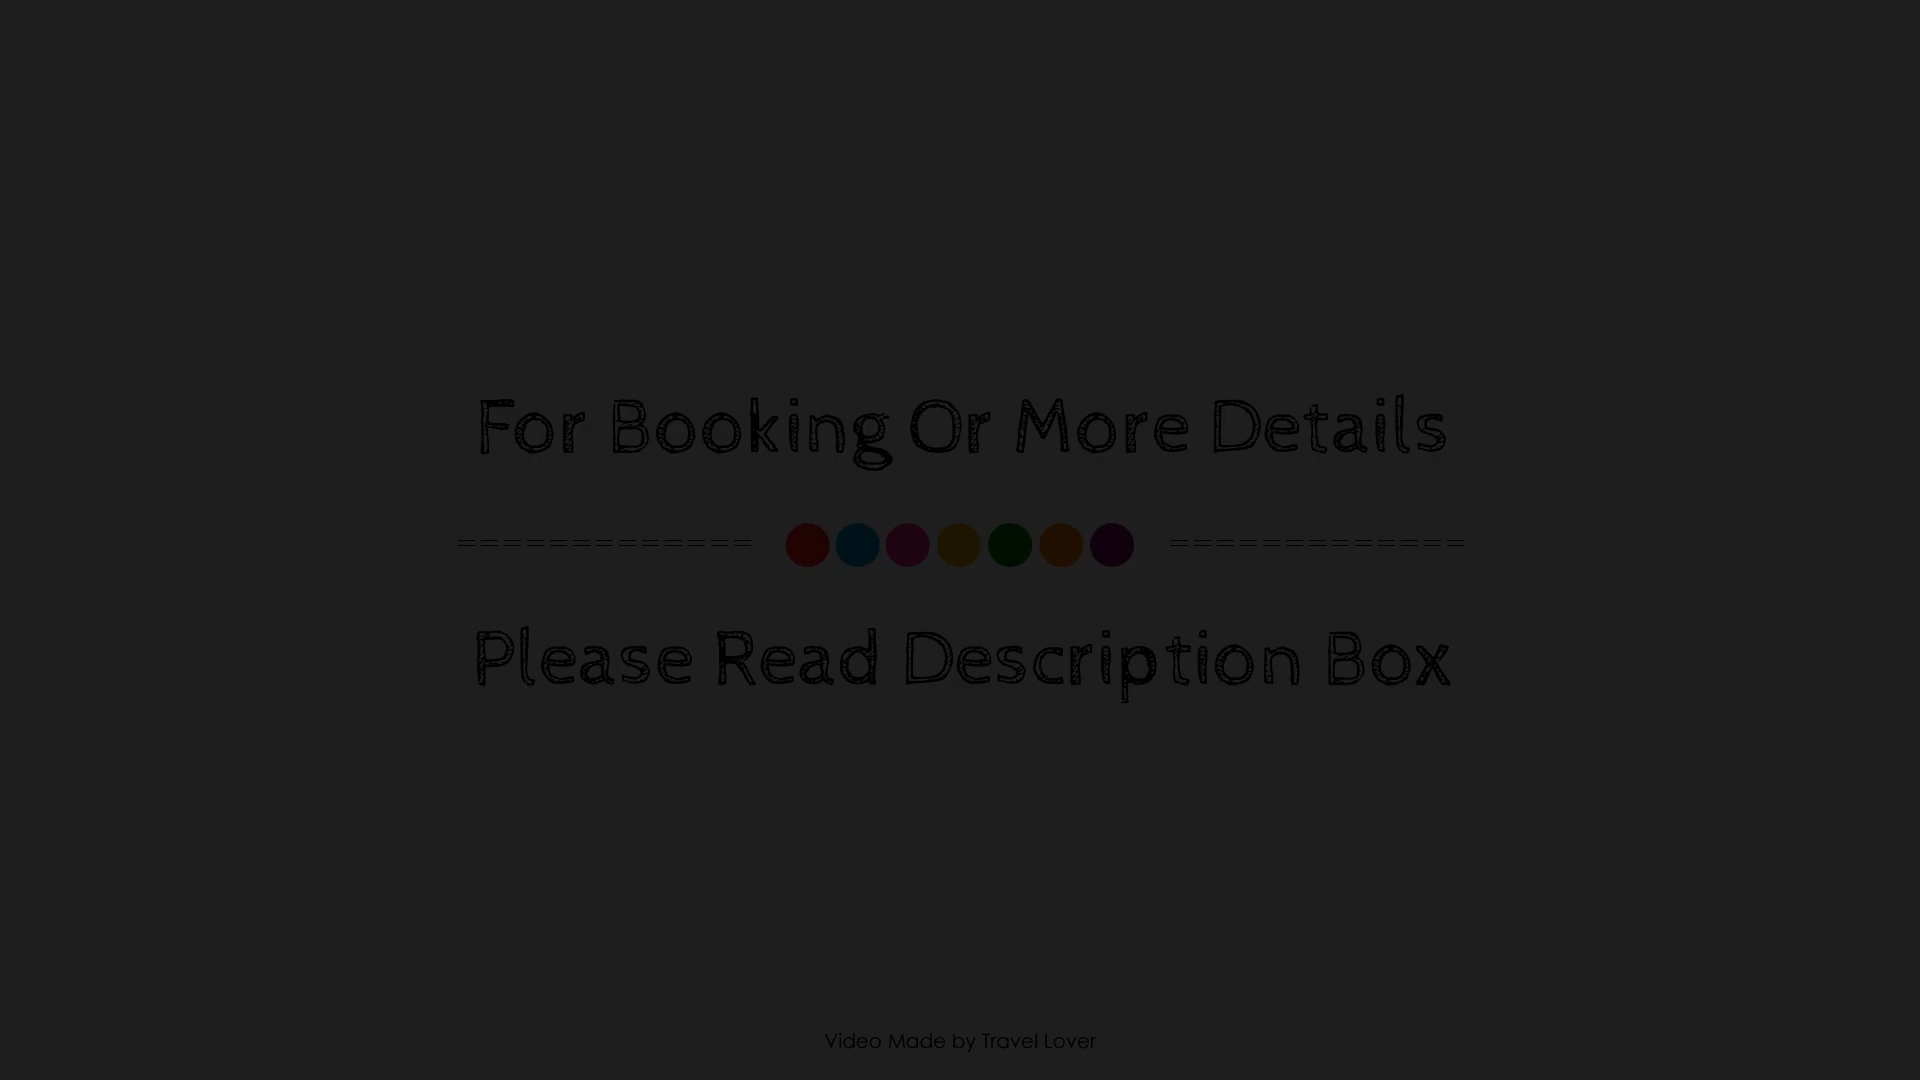 For Booking Or More Details
============= =============
Please Read Description Box
Video Made by Travel Lover